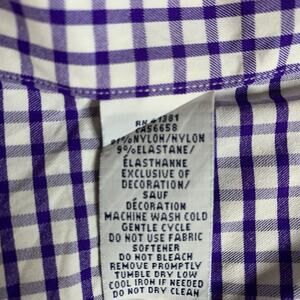 RN 41381
CA56658
91%NYLON/NYLON
9%ELASTANE/
ÉLASTHANNE
EXCLUSIVE OF
DECORATION/
SAUF
DÉCORATION
MACHINE WASH COLD
GENTLE CYCLE
DO NOT USE FABRIC
SOFTENER
DO NOT BLEACH
REMOVE PROMPTLY
TUMBLE DRY LOW
COOL IRON IF NEEDED
DO NOT DRY CLEAN